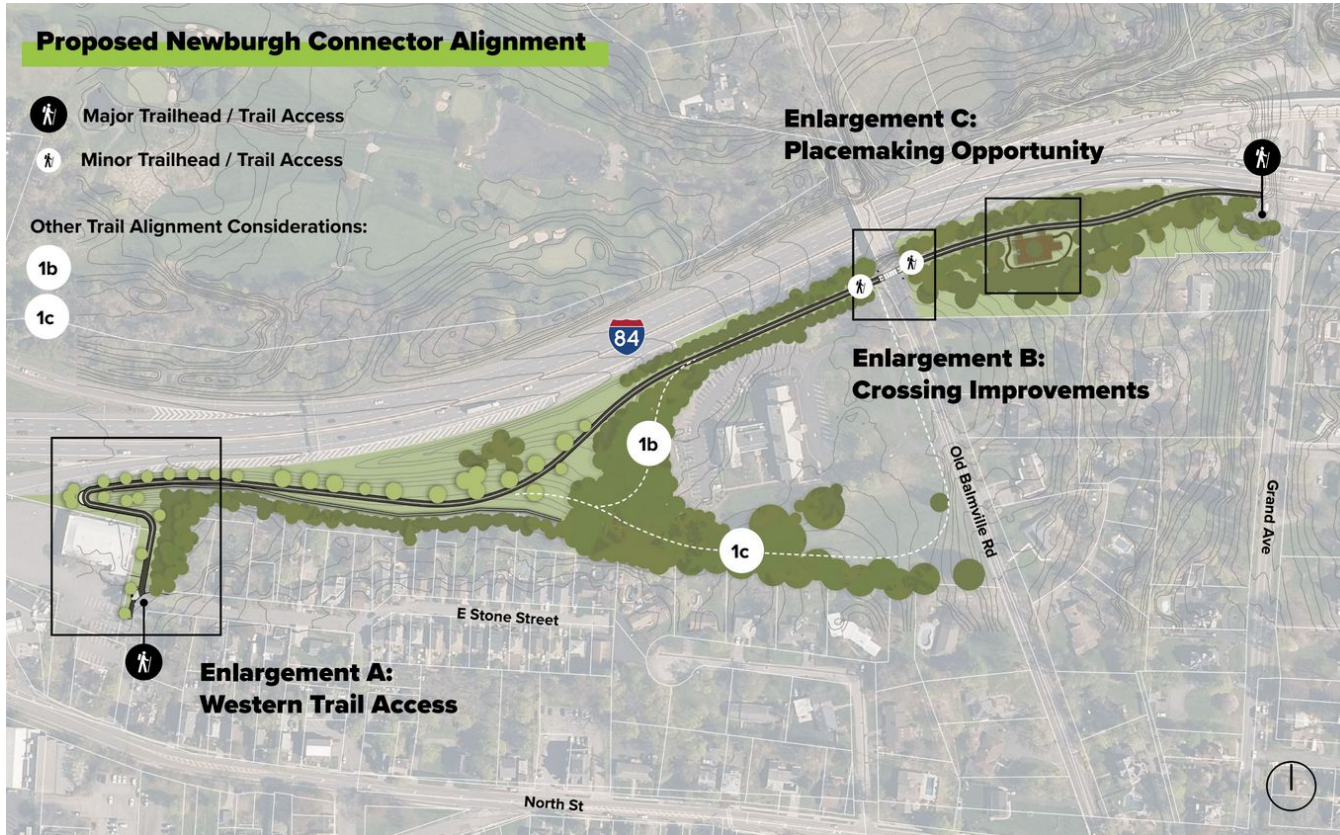 Proposed Newburgh Connector Alignment
Major Trailhead / Trail Access
Minor Trailhead / Trail Access
Other Trail Alignment Considerations:
1b
1c
Enlargement C:
Placemaking Opportunity
84
Enlargement B:
Crossing Improvements
1b
1c
Old Balmville Rd
Grand Ave
E Stone Street
Enlargement A:
Western Trail Access
North St